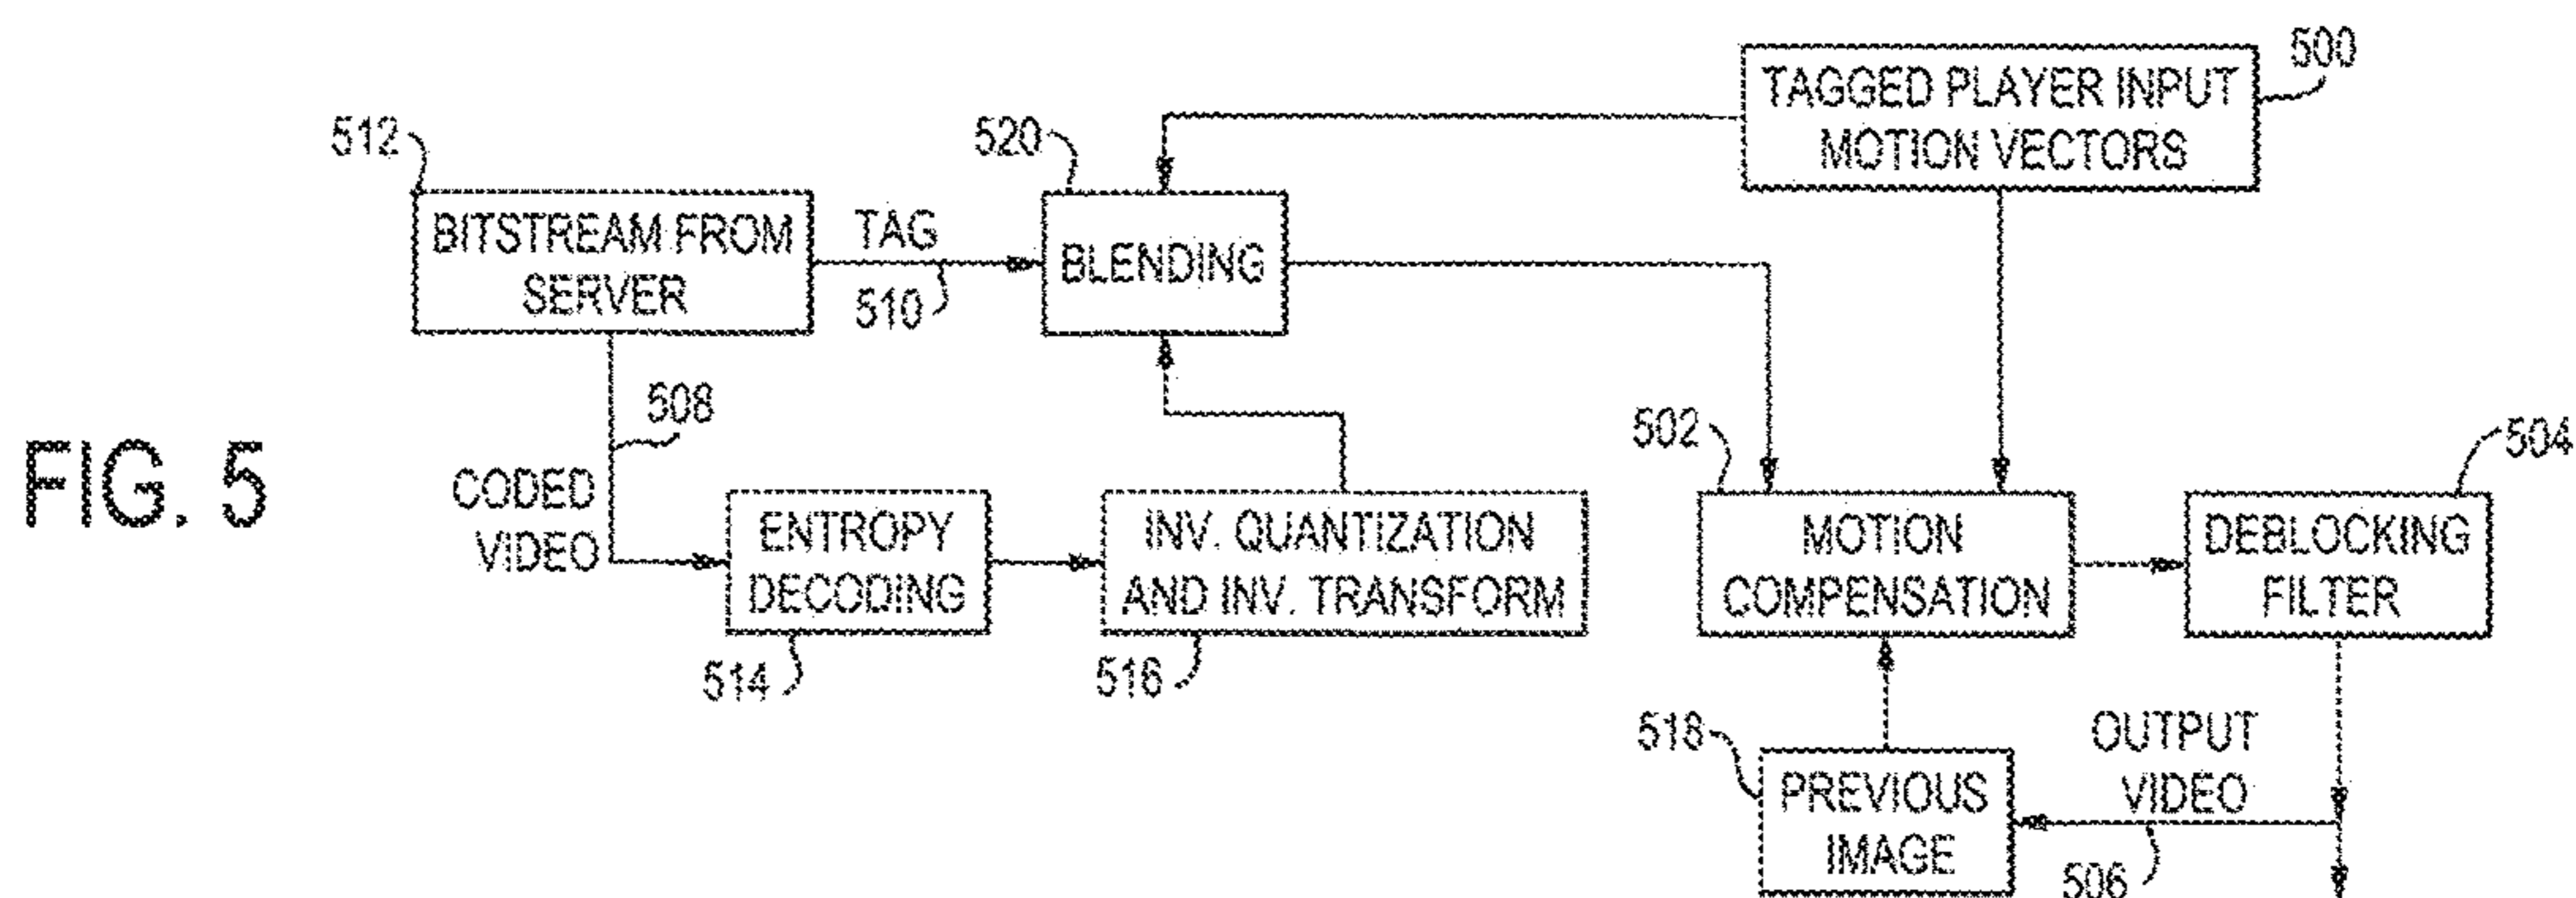 500
TAGGED PLAYER INPUT
MOTION VECTORS
512
520
BITSTREAM FROM
SERVER
TAG
510
BLENDING
508
CODED
VIDEO
FIG. 5
502
504
ENTROPY
DECODING
INV. QUANTIZATION
AND INV. TRANSFORM
MOTION
COMPENSATION
DEBLOCKING
FILTER
514
516
518
PREVIOUS
IMAGE
OUTPUT
VIDEO
506